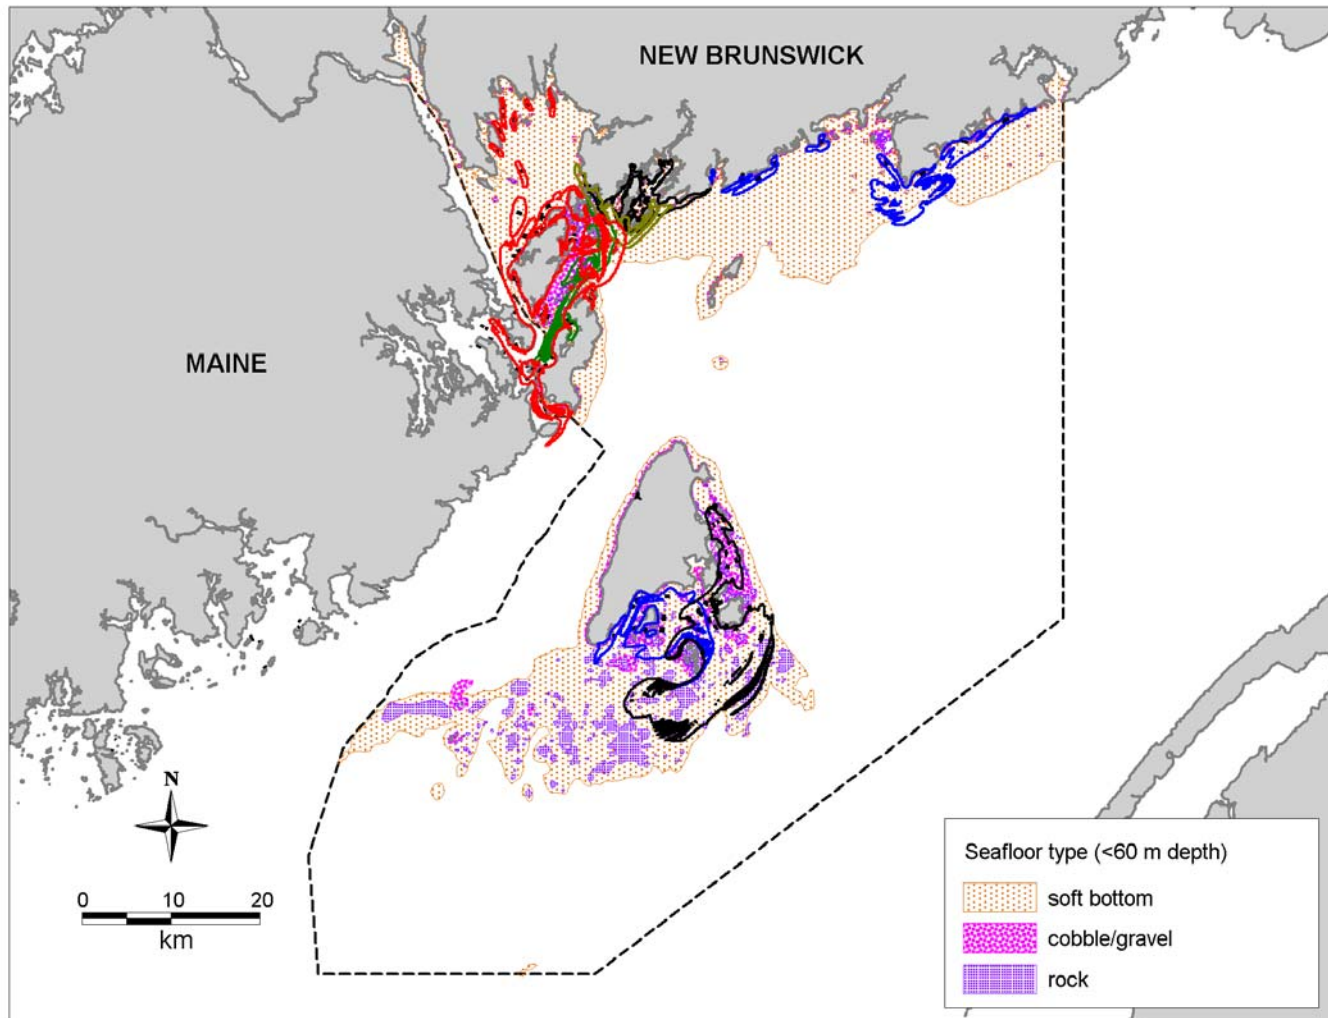 NEW BRUNSWICK
MAINE
N
0 10 20
km
Seafloor type (<60 m depth)
soft bottom
cobble/gravel
rock